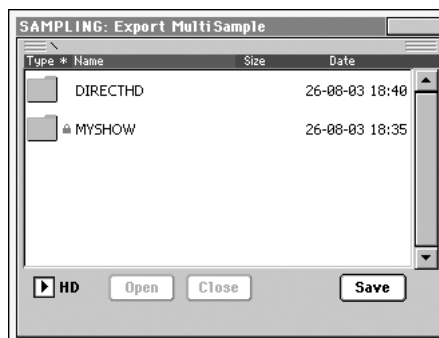 SAMPLING: Export MultiSample
Type * Name Size Date
DIRECTHD 26-08-03 18:40
MYSHOW 26-08-03 18:35
HD Open Close Save